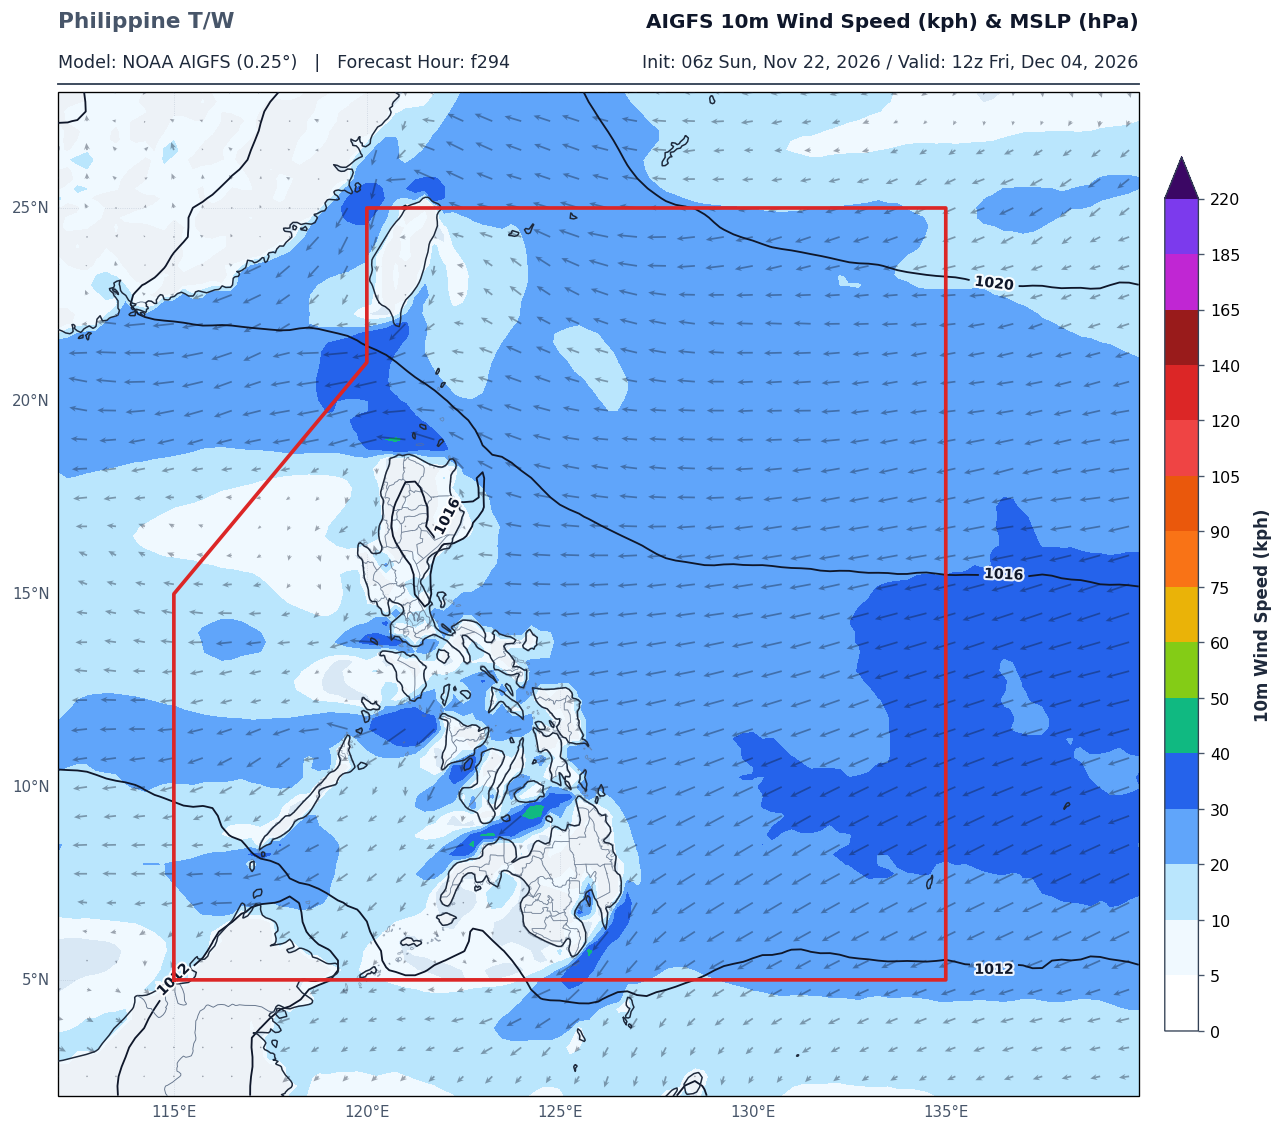 Philippine T/W
AIGFS 10m Wind Speed (kph) & MSLP (hPa)
Model: NOAA AIGFS (0.25°)   |   Forecast Hour: f294
Init: 06z Sun, Nov 22, 2026 / Valid: 12z Fri, Dec 04, 2026
25°N
20°N
15°N
10°N
5°N
115°E
120°E
125°E
130°E
135°E
1020
1016
1016
1012
1012
220
185
165
140
120
105
90
75
60
50
40
30
20
10
5
0
10m Wind Speed (kph)